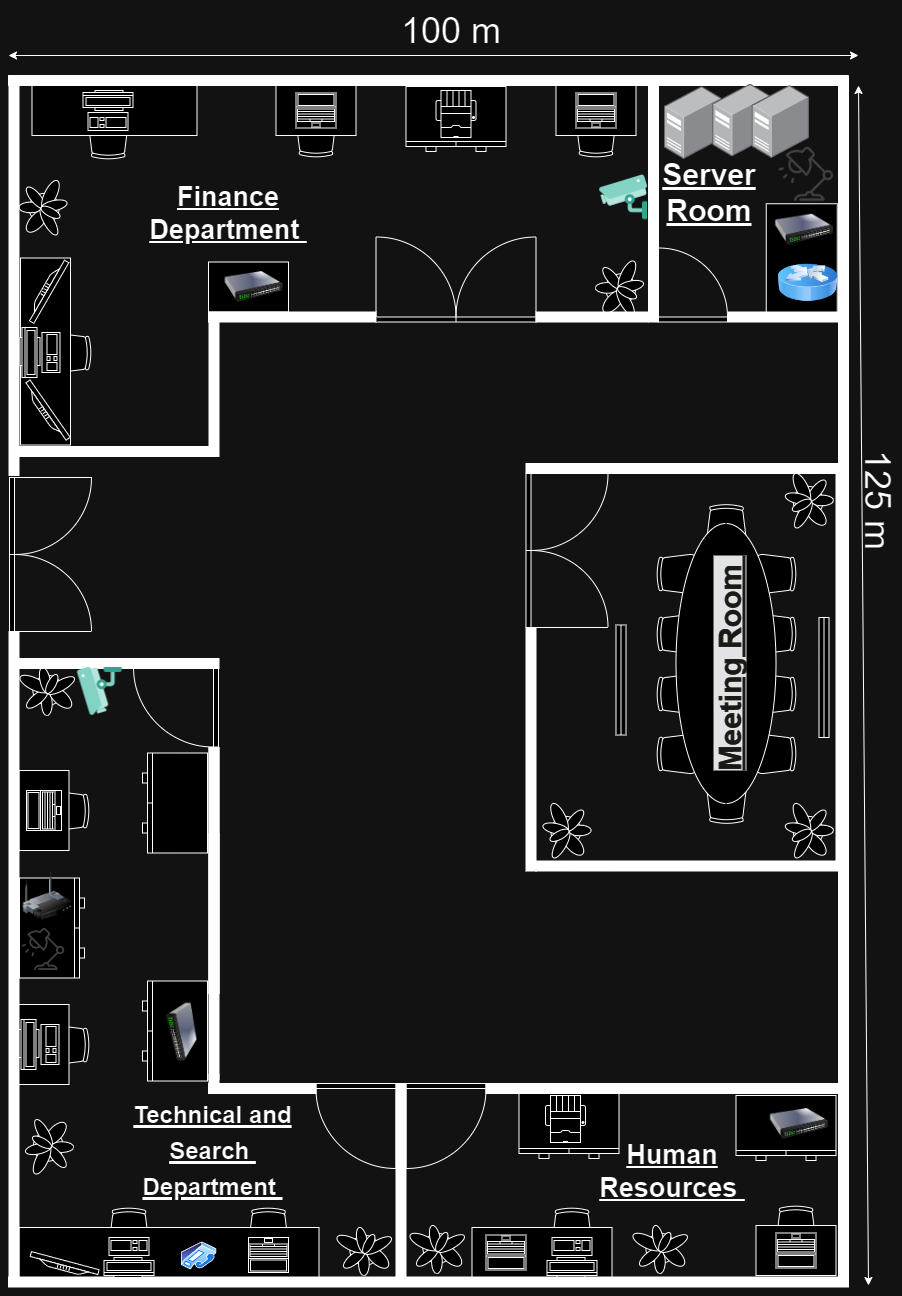 100 m
Finance
Department
Server
Room
125 m
Meeting Room
Technical and
Search
Department
Human
Resources